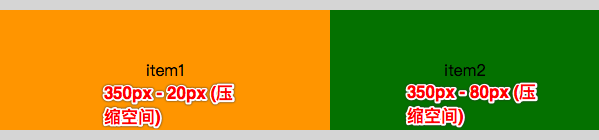 item1
350px - 20px (压
缩空间)
item2
350px - 80px (压
缩空间)